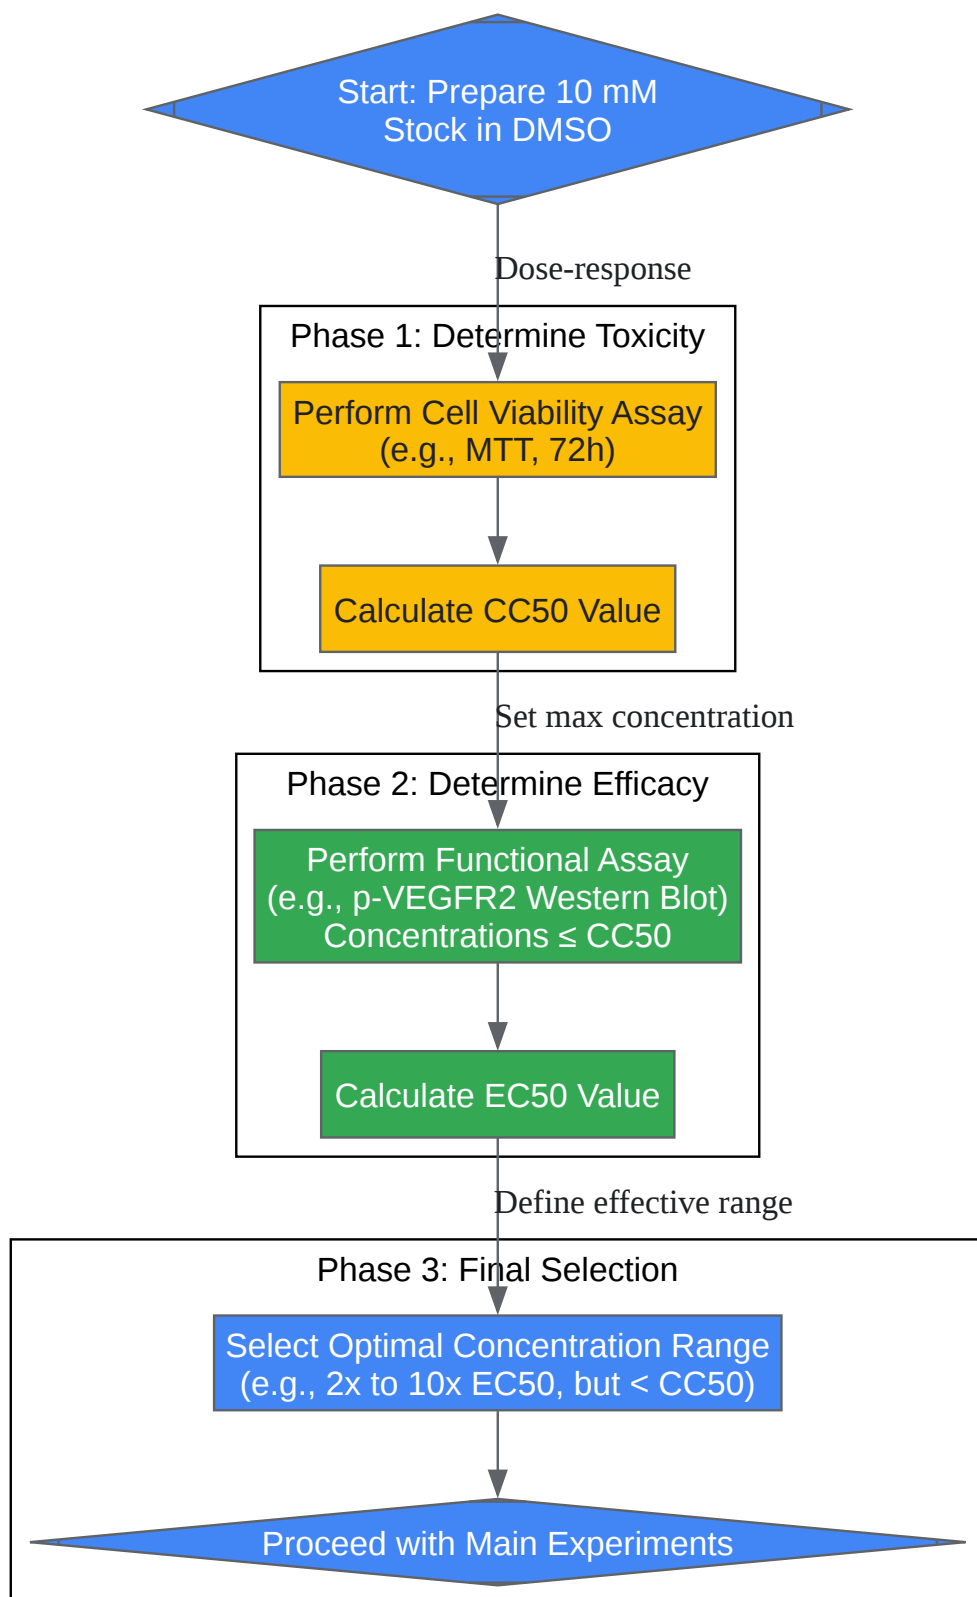 Start: Prepare 10 mM
Stock in DMSO
Dose-response
Phase 1: Determine Toxicity
Perform Cell Viability Assay
(e.g., MTT, 72h)
Calculate CC50 Value
Set max concentration
Phase 2: Determine Efficacy
Perform Functional Assay
(e.g., p-VEGFR2 Western Blot)
Concentrations ≤ CC50
Calculate EC50 Value
Define effective range
Phase 3: Final Selection
Select Optimal Concentration Range
(e.g., 2x to 10x EC50, but < CC50)
Proceed with Main Experiments